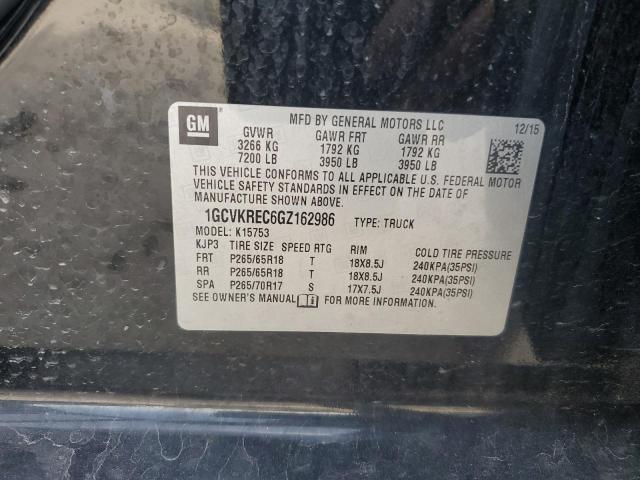 GM
MFD BY GENERAL MOTORS LLC
12/15
GVWR GAWR FRT GAWR RR
3266 KG 1792 KG 1792 KG
7200 LB 3950 LB 3950 LB
THIS VEHICLE CONFORMS TO ALL APPLICABLE U.S. FEDERAL MOTOR
VEHICLE SAFETY STANDARDS IN EFFECT ON THE DATE OF
MANUFACTURE SHOWN ABOVE.
1GCVKREC6GZ162986 TYPE: TRUCK
MODEL: K15753
KJP3 TIRE SIZE SPEED RTG RIM COLD TIRE PRESSURE
FRT P265/65R18 T 18X8.5J 240KPA(35PSI)
RR P265/65R18 T 18X8.5J 240KPA(35PSI)
SPA P265/70R17 S 17X7.5J 240KPA(35PSI)
SEE OWNER'S MANUAL FOR MORE INFORMATION.